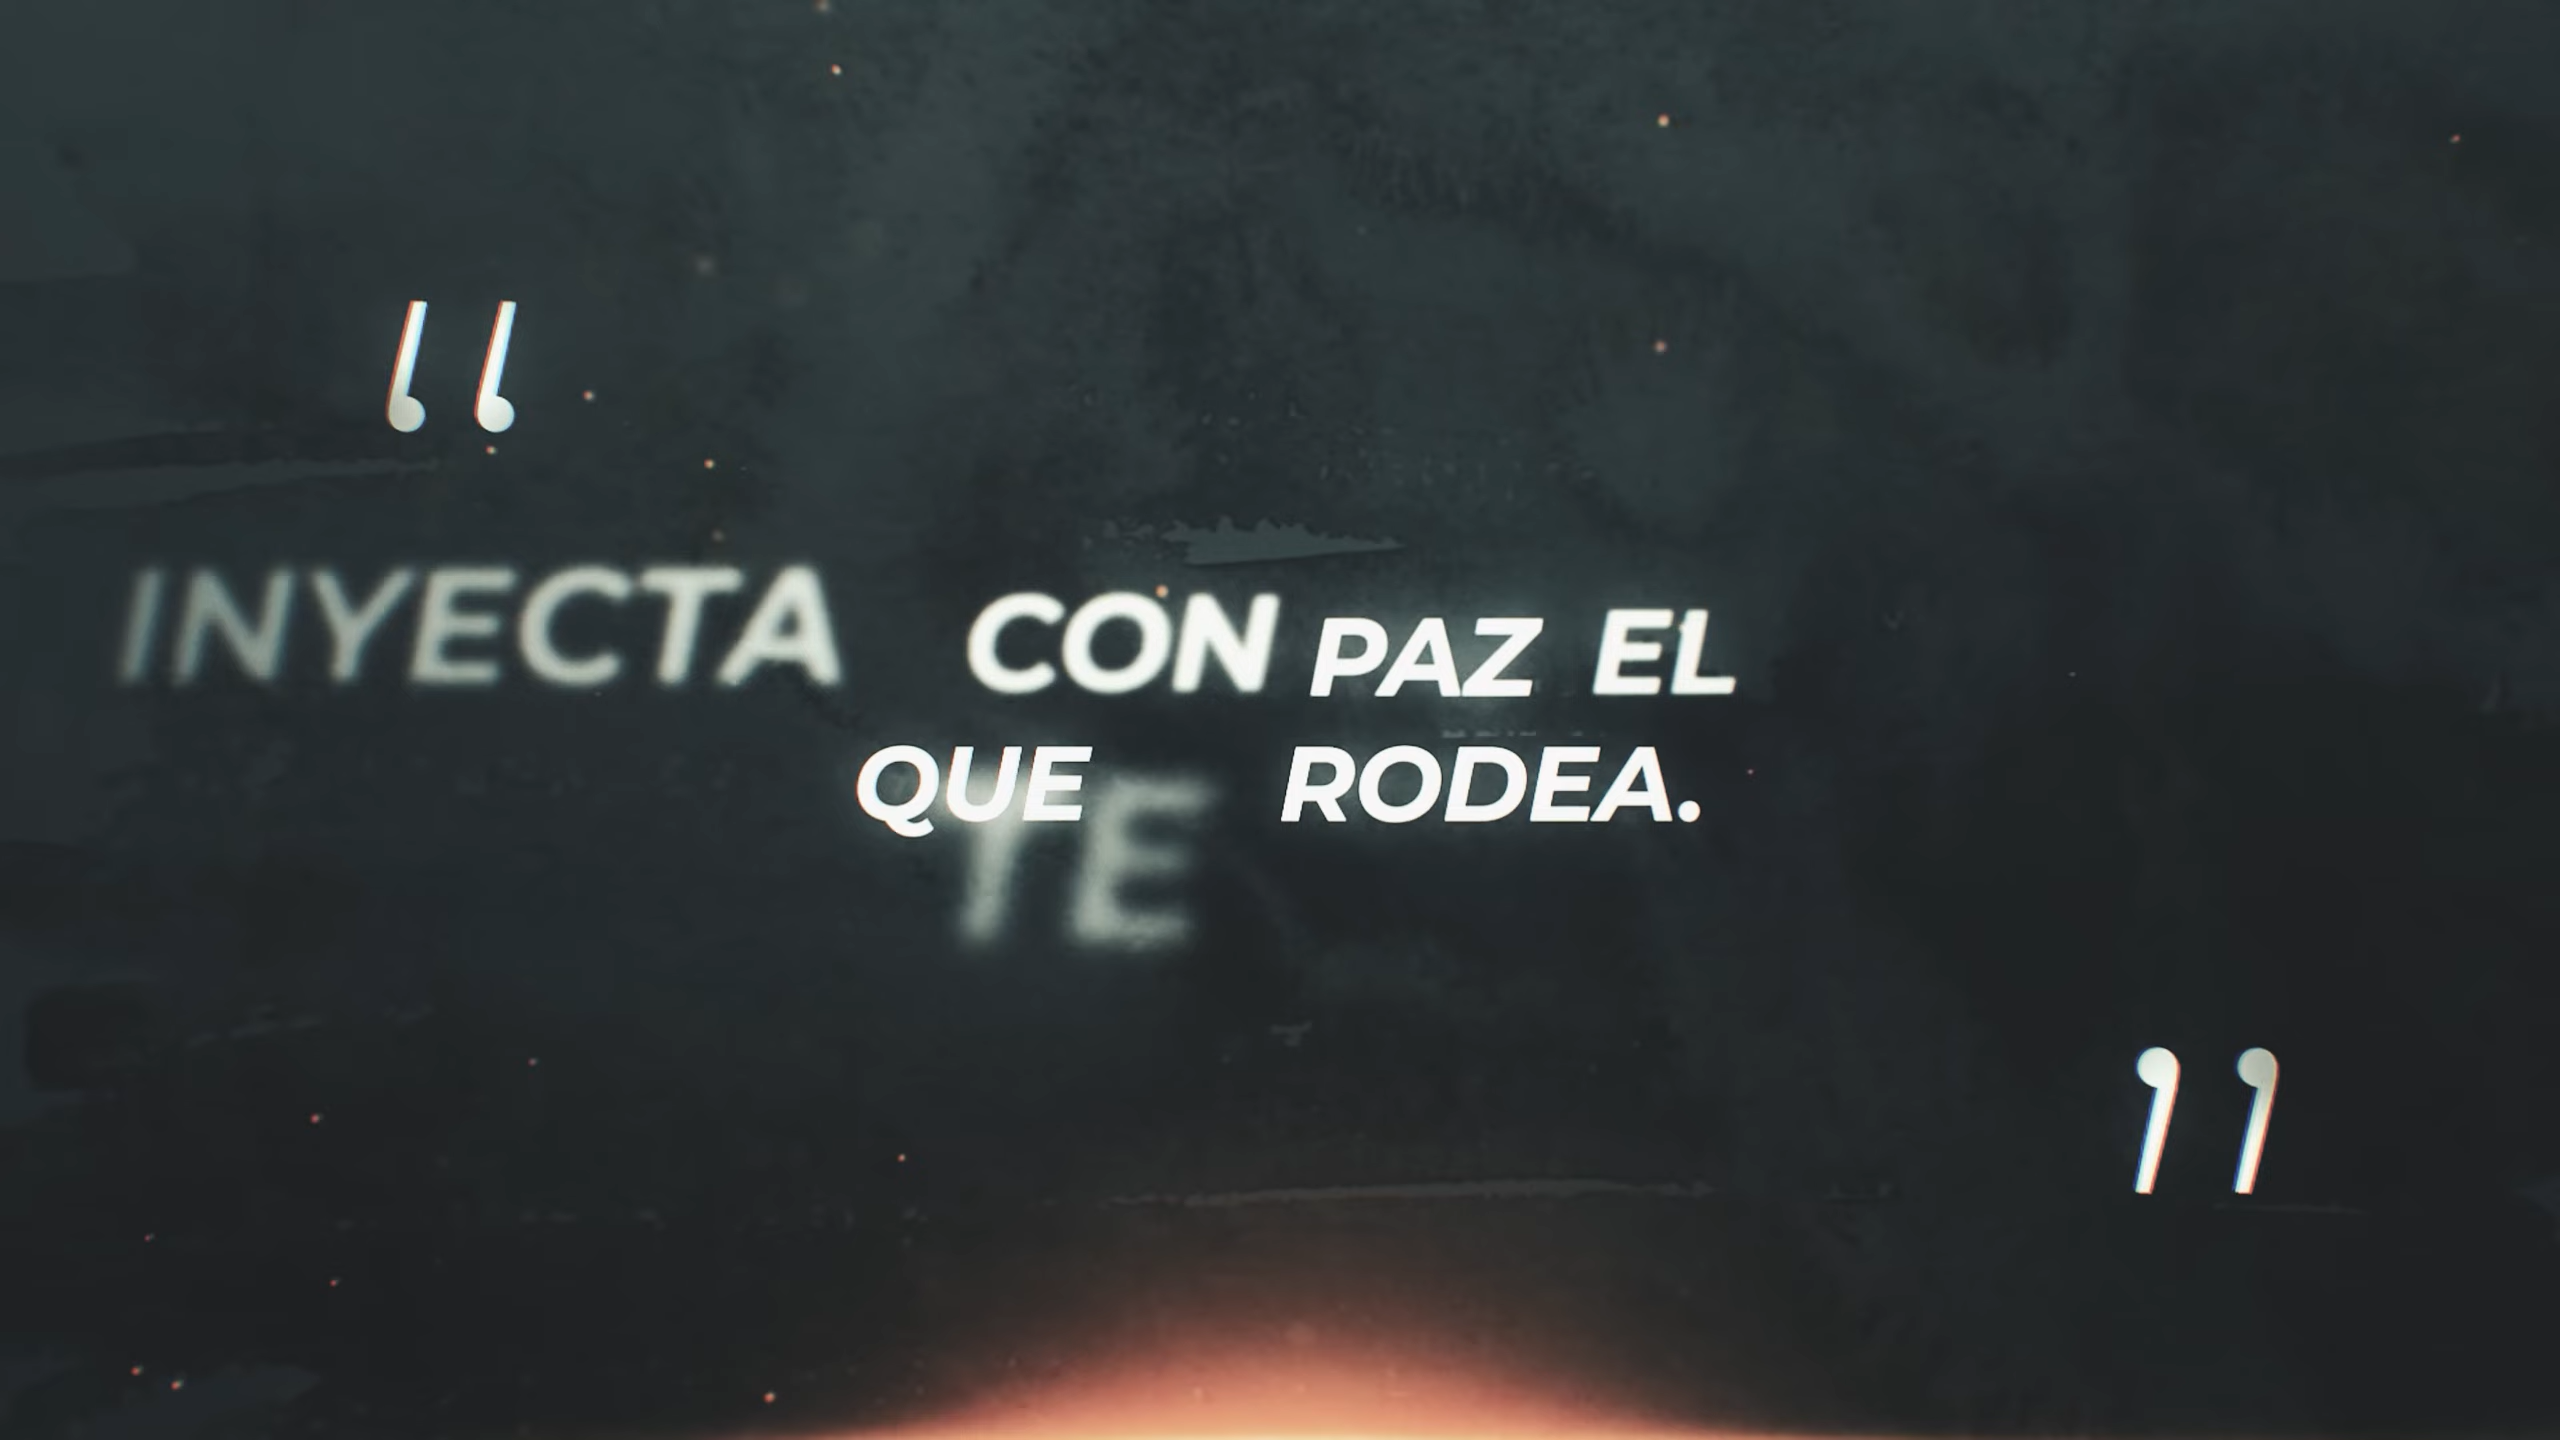 “
INYECTA CON PAZ EL
QUE TE RODEA.
”